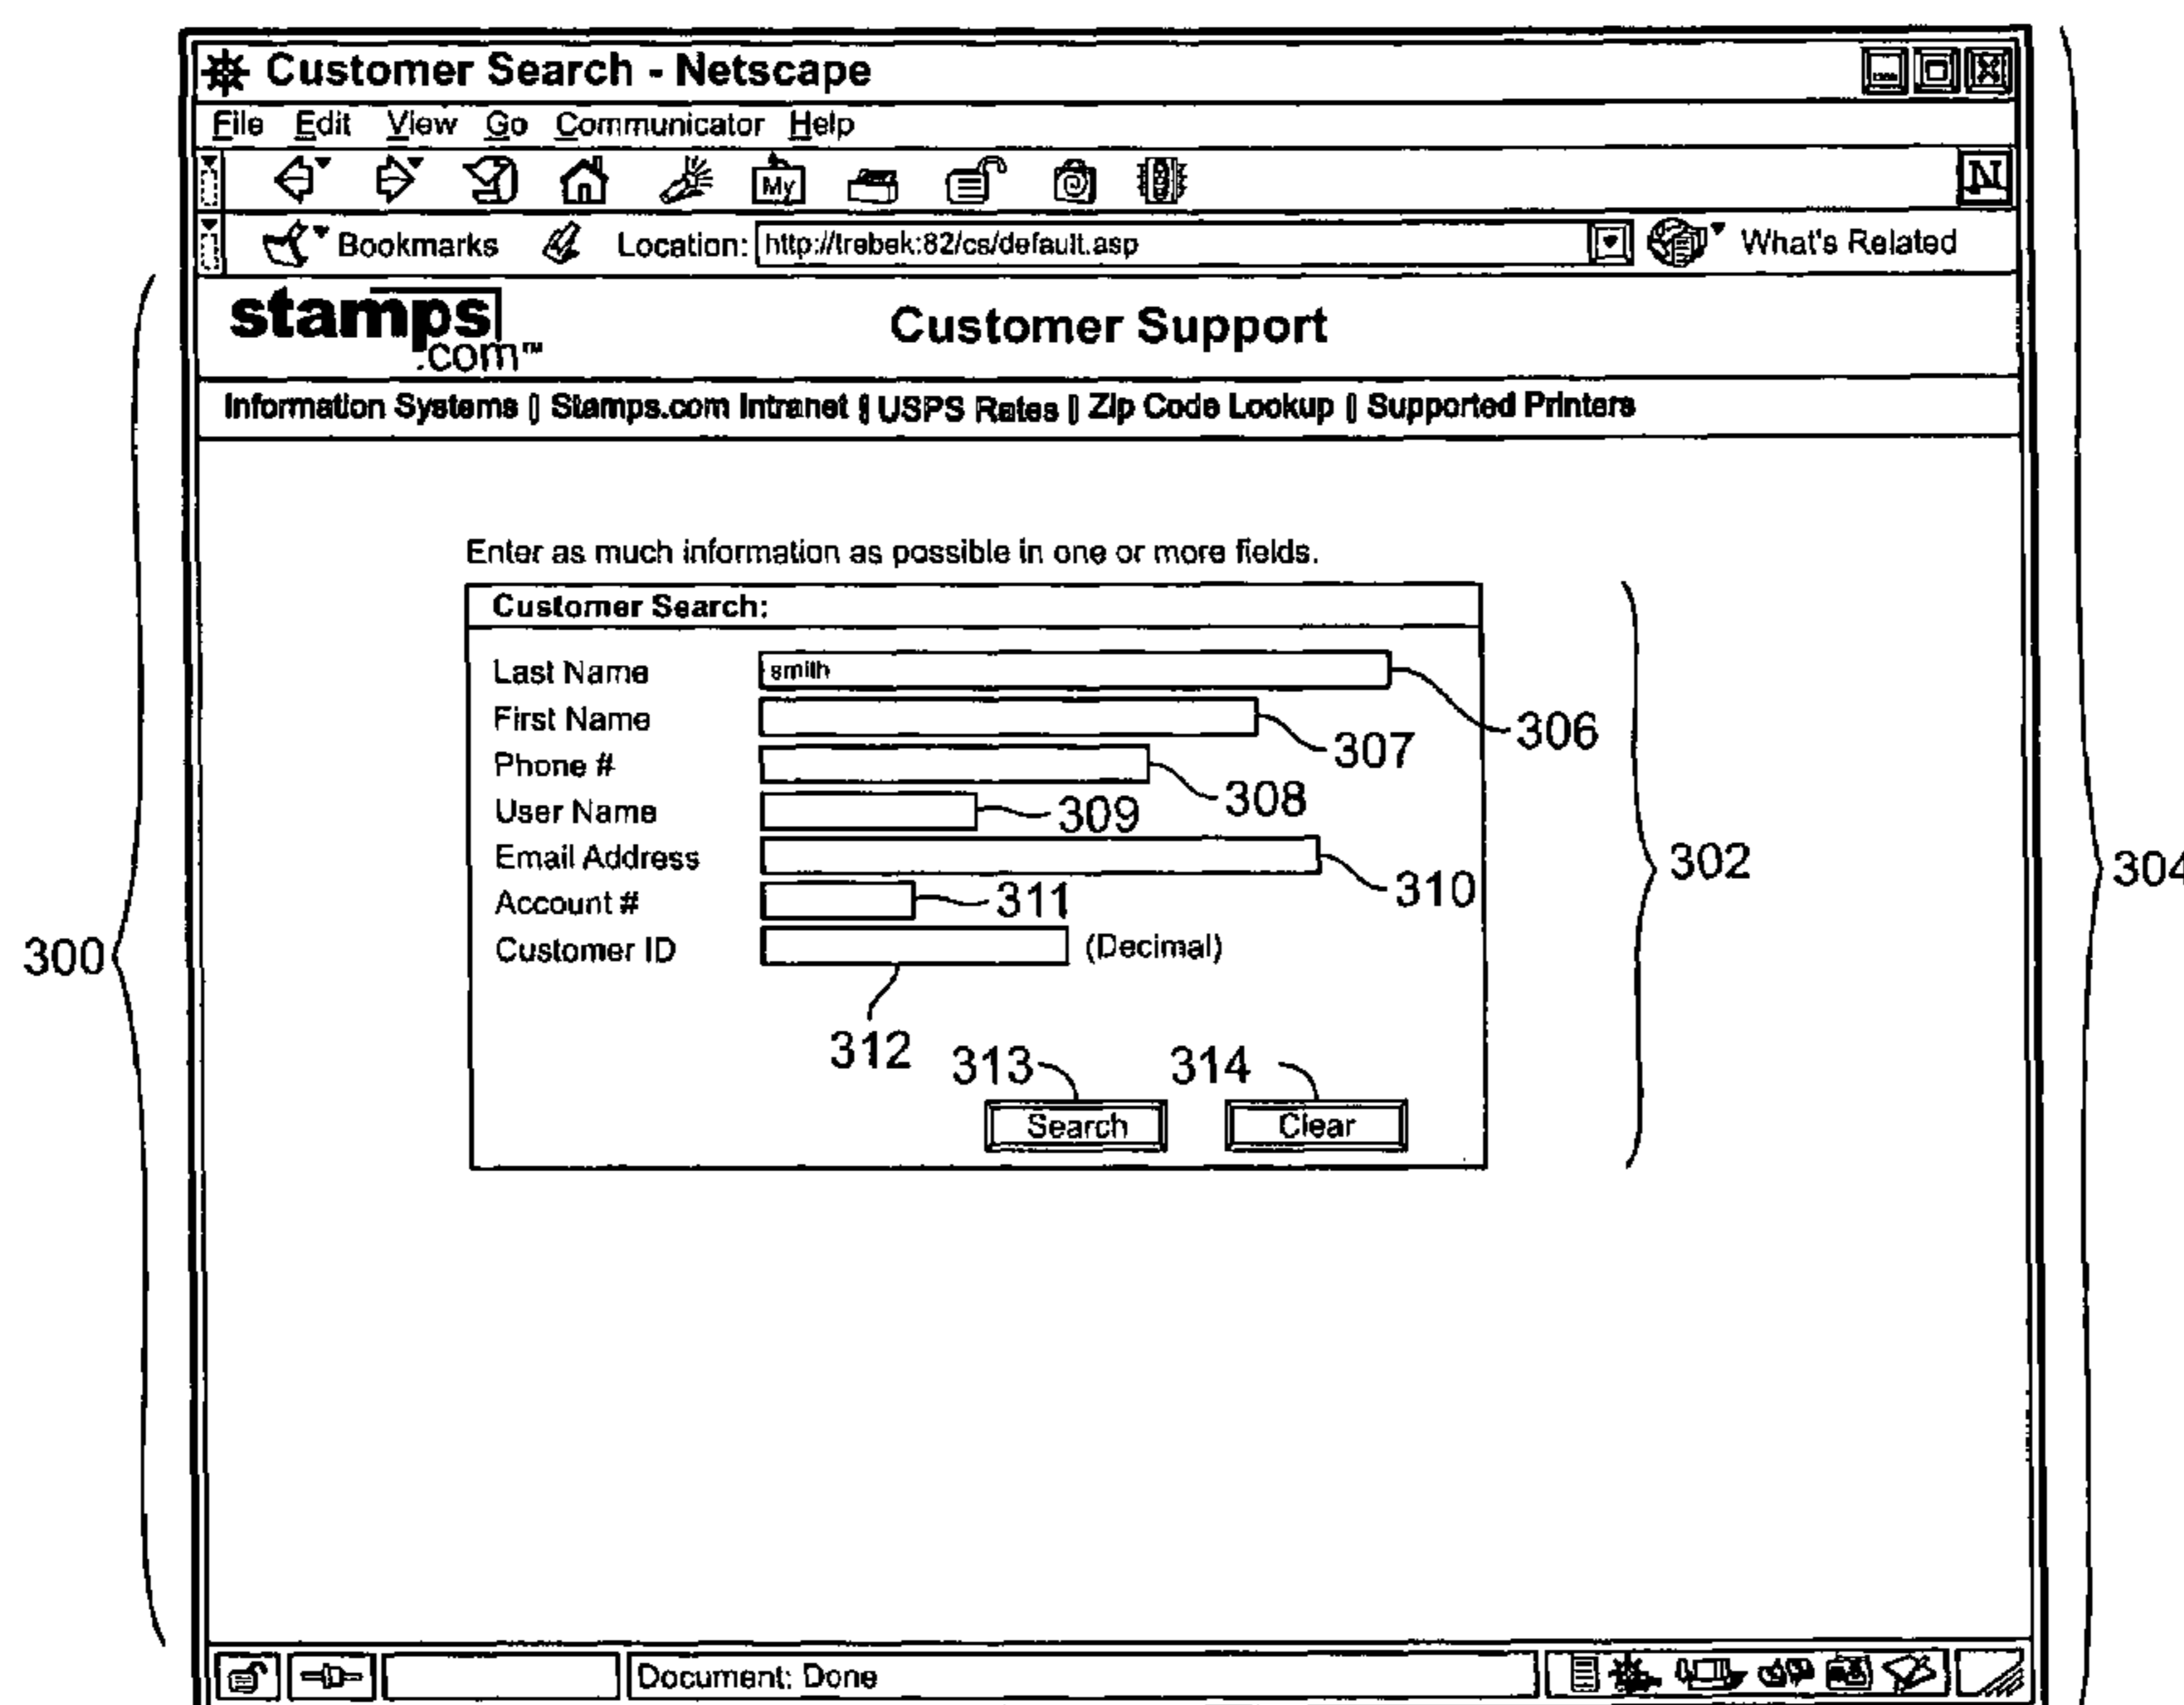 Customer Search - Netscape
File Edit View Go Communicator Help
My
N
Bookmarks Location: http://trebek:82/cs/default.asp What's Related
stamps
.com™
Customer Support
Information Systems || Stamps.com Intranet || USPS Rates || Zip Code Lookup || Supported Printers
Enter as much information as possible in one or more fields.
Customer Search:
Last Name smith 306
First Name 307
Phone # 308
User Name 309
Email Address 310
Account # 311
Customer ID (Decimal)
312
313 314
Search Clear
302
304
300
Document: Done